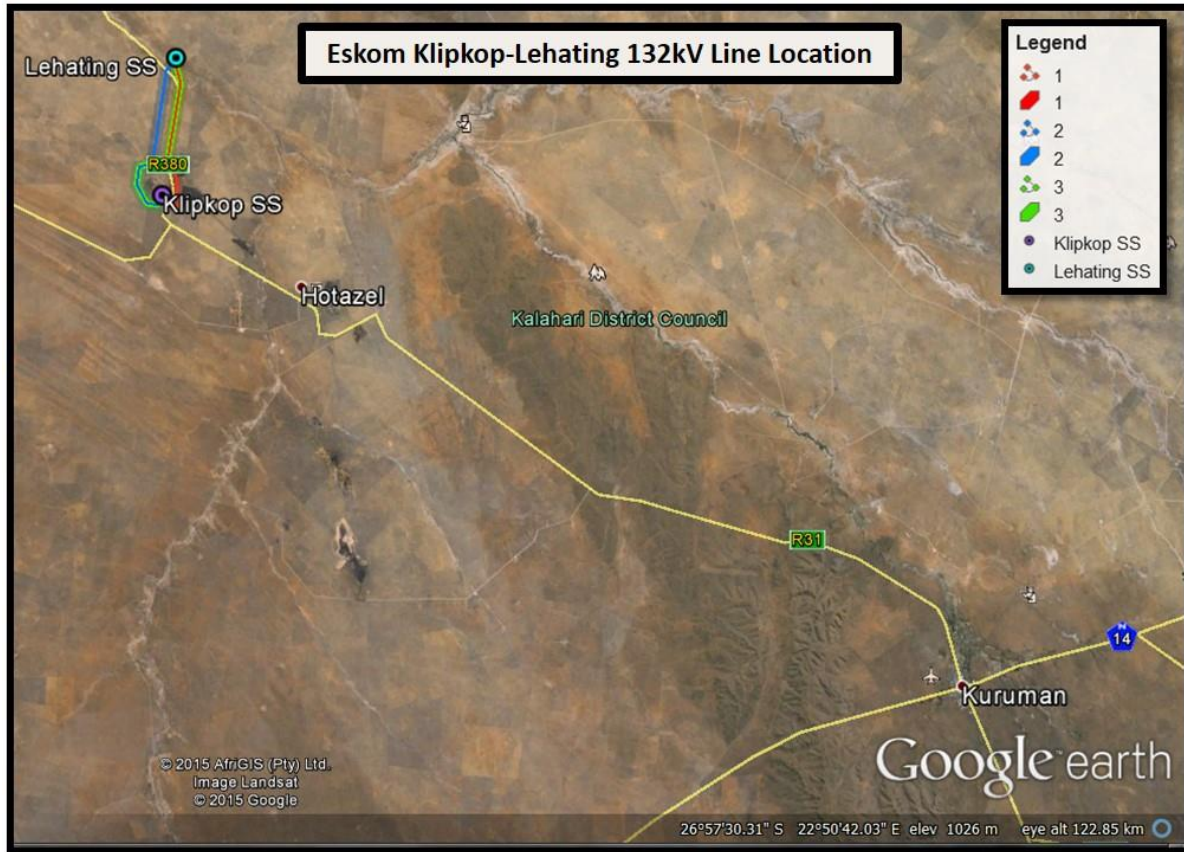 Eskom Klipkop-Lehating 132kV Line Location
Legend
1
1
2
2
3
3
Klipkop SS
Lehating SS
Lehating SS
R380
Klipkop SS
Hotazel
Kalahari District Council
R31
N
14
Kuruman
© 2015 AfriGIS (Pty) Ltd.
Image Landsat
© 2015 Google
Google earth
26°57'30.31" S 22°50'42.03" E elev 1026 m eye alt 122.85 km